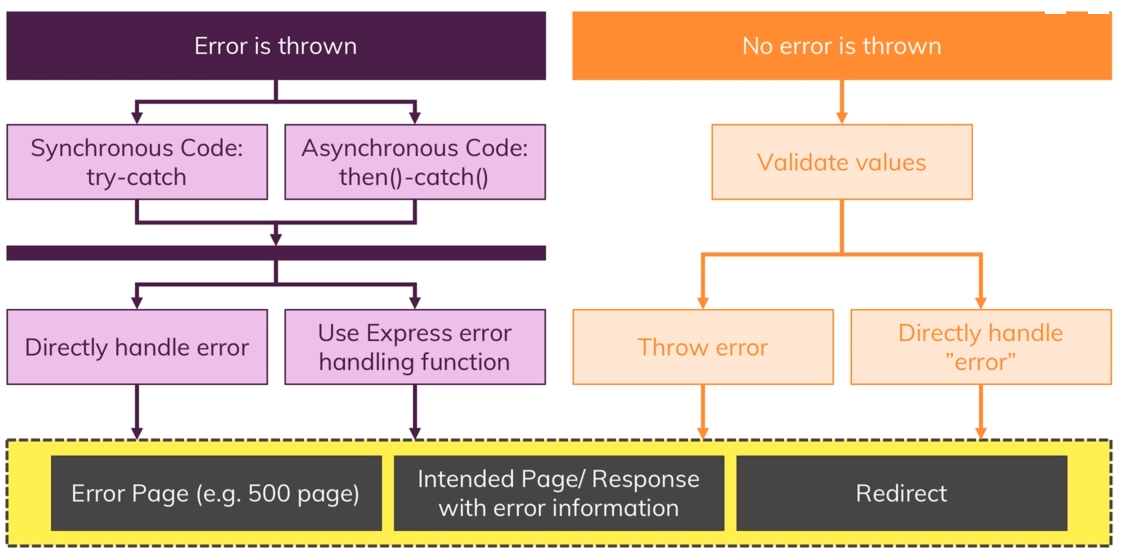 Error is thrown
No error is thrown
Synchronous Code:
try-catch
Asynchronous Code:
then()-catch()
Validate values
Directly handle error
Use Express error
handling function
Throw error
Directly handle
”error”
Error Page (e.g. 500 page)
Intended Page/ Response
with error information
Redirect